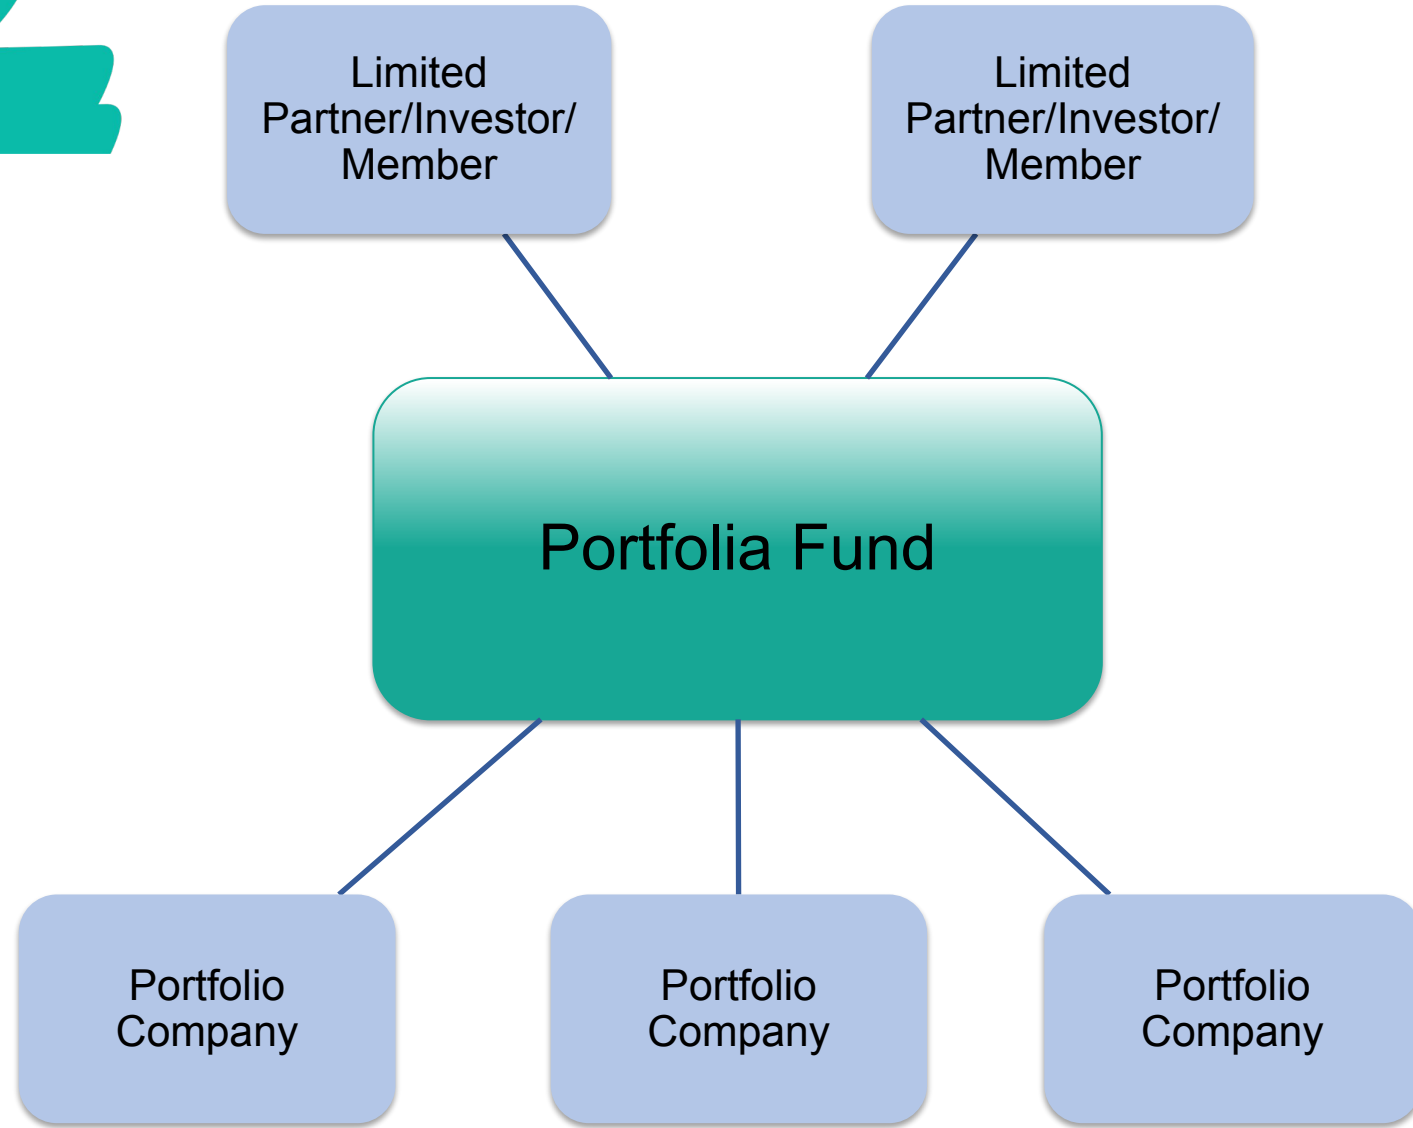 Limited
Partner/Investor/
Member
Limited
Partner/Investor/
Member
Portfolia Fund
Portfolio
Company
Portfolio
Company
Portfolio
Company